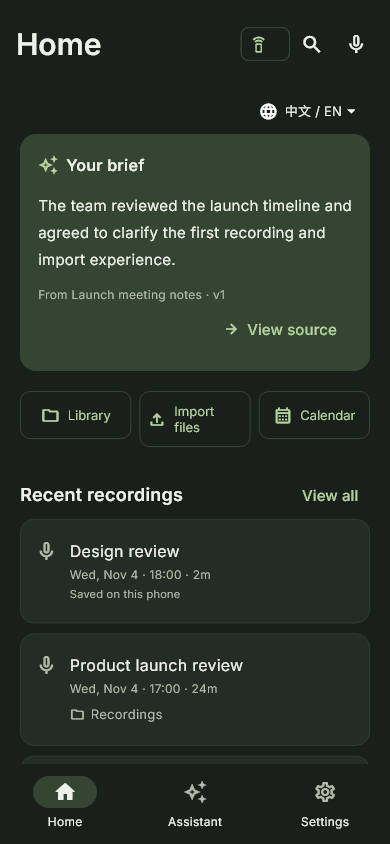 Home
中文 / EN
Your brief
The team reviewed the launch timeline and
agreed to clarify the first recording and
import experience.
From Launch meeting notes · v1
View source
Library
Import
files
Calendar
Recent recordings
View all
Design review
Wed, Nov 4 · 18:00 · 2m
Saved on this phone
Product launch review
Wed, Nov 4 · 17:00 · 24m
Recordings
Home
Assistant
Settings